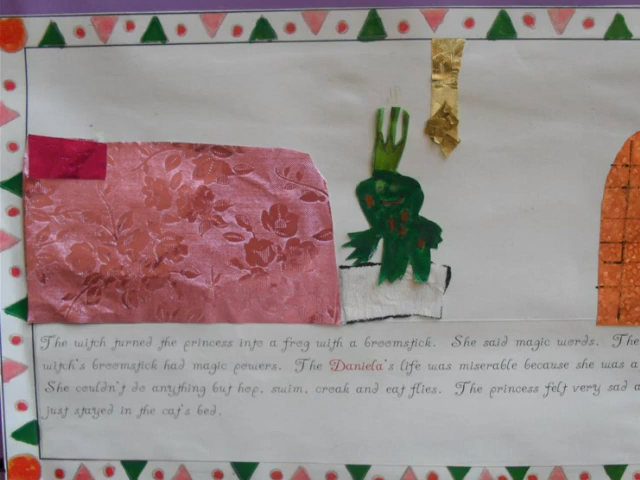 The witch turned the princess into a frog with a broomstick. She said magic words. The
witch's broomstick had magic powers. The Daniela's life was miserable because she was a
She couldn't do anything but hop, swim, croak and eat flies. The princess felt very sad a
just stayed in the cat's bed.